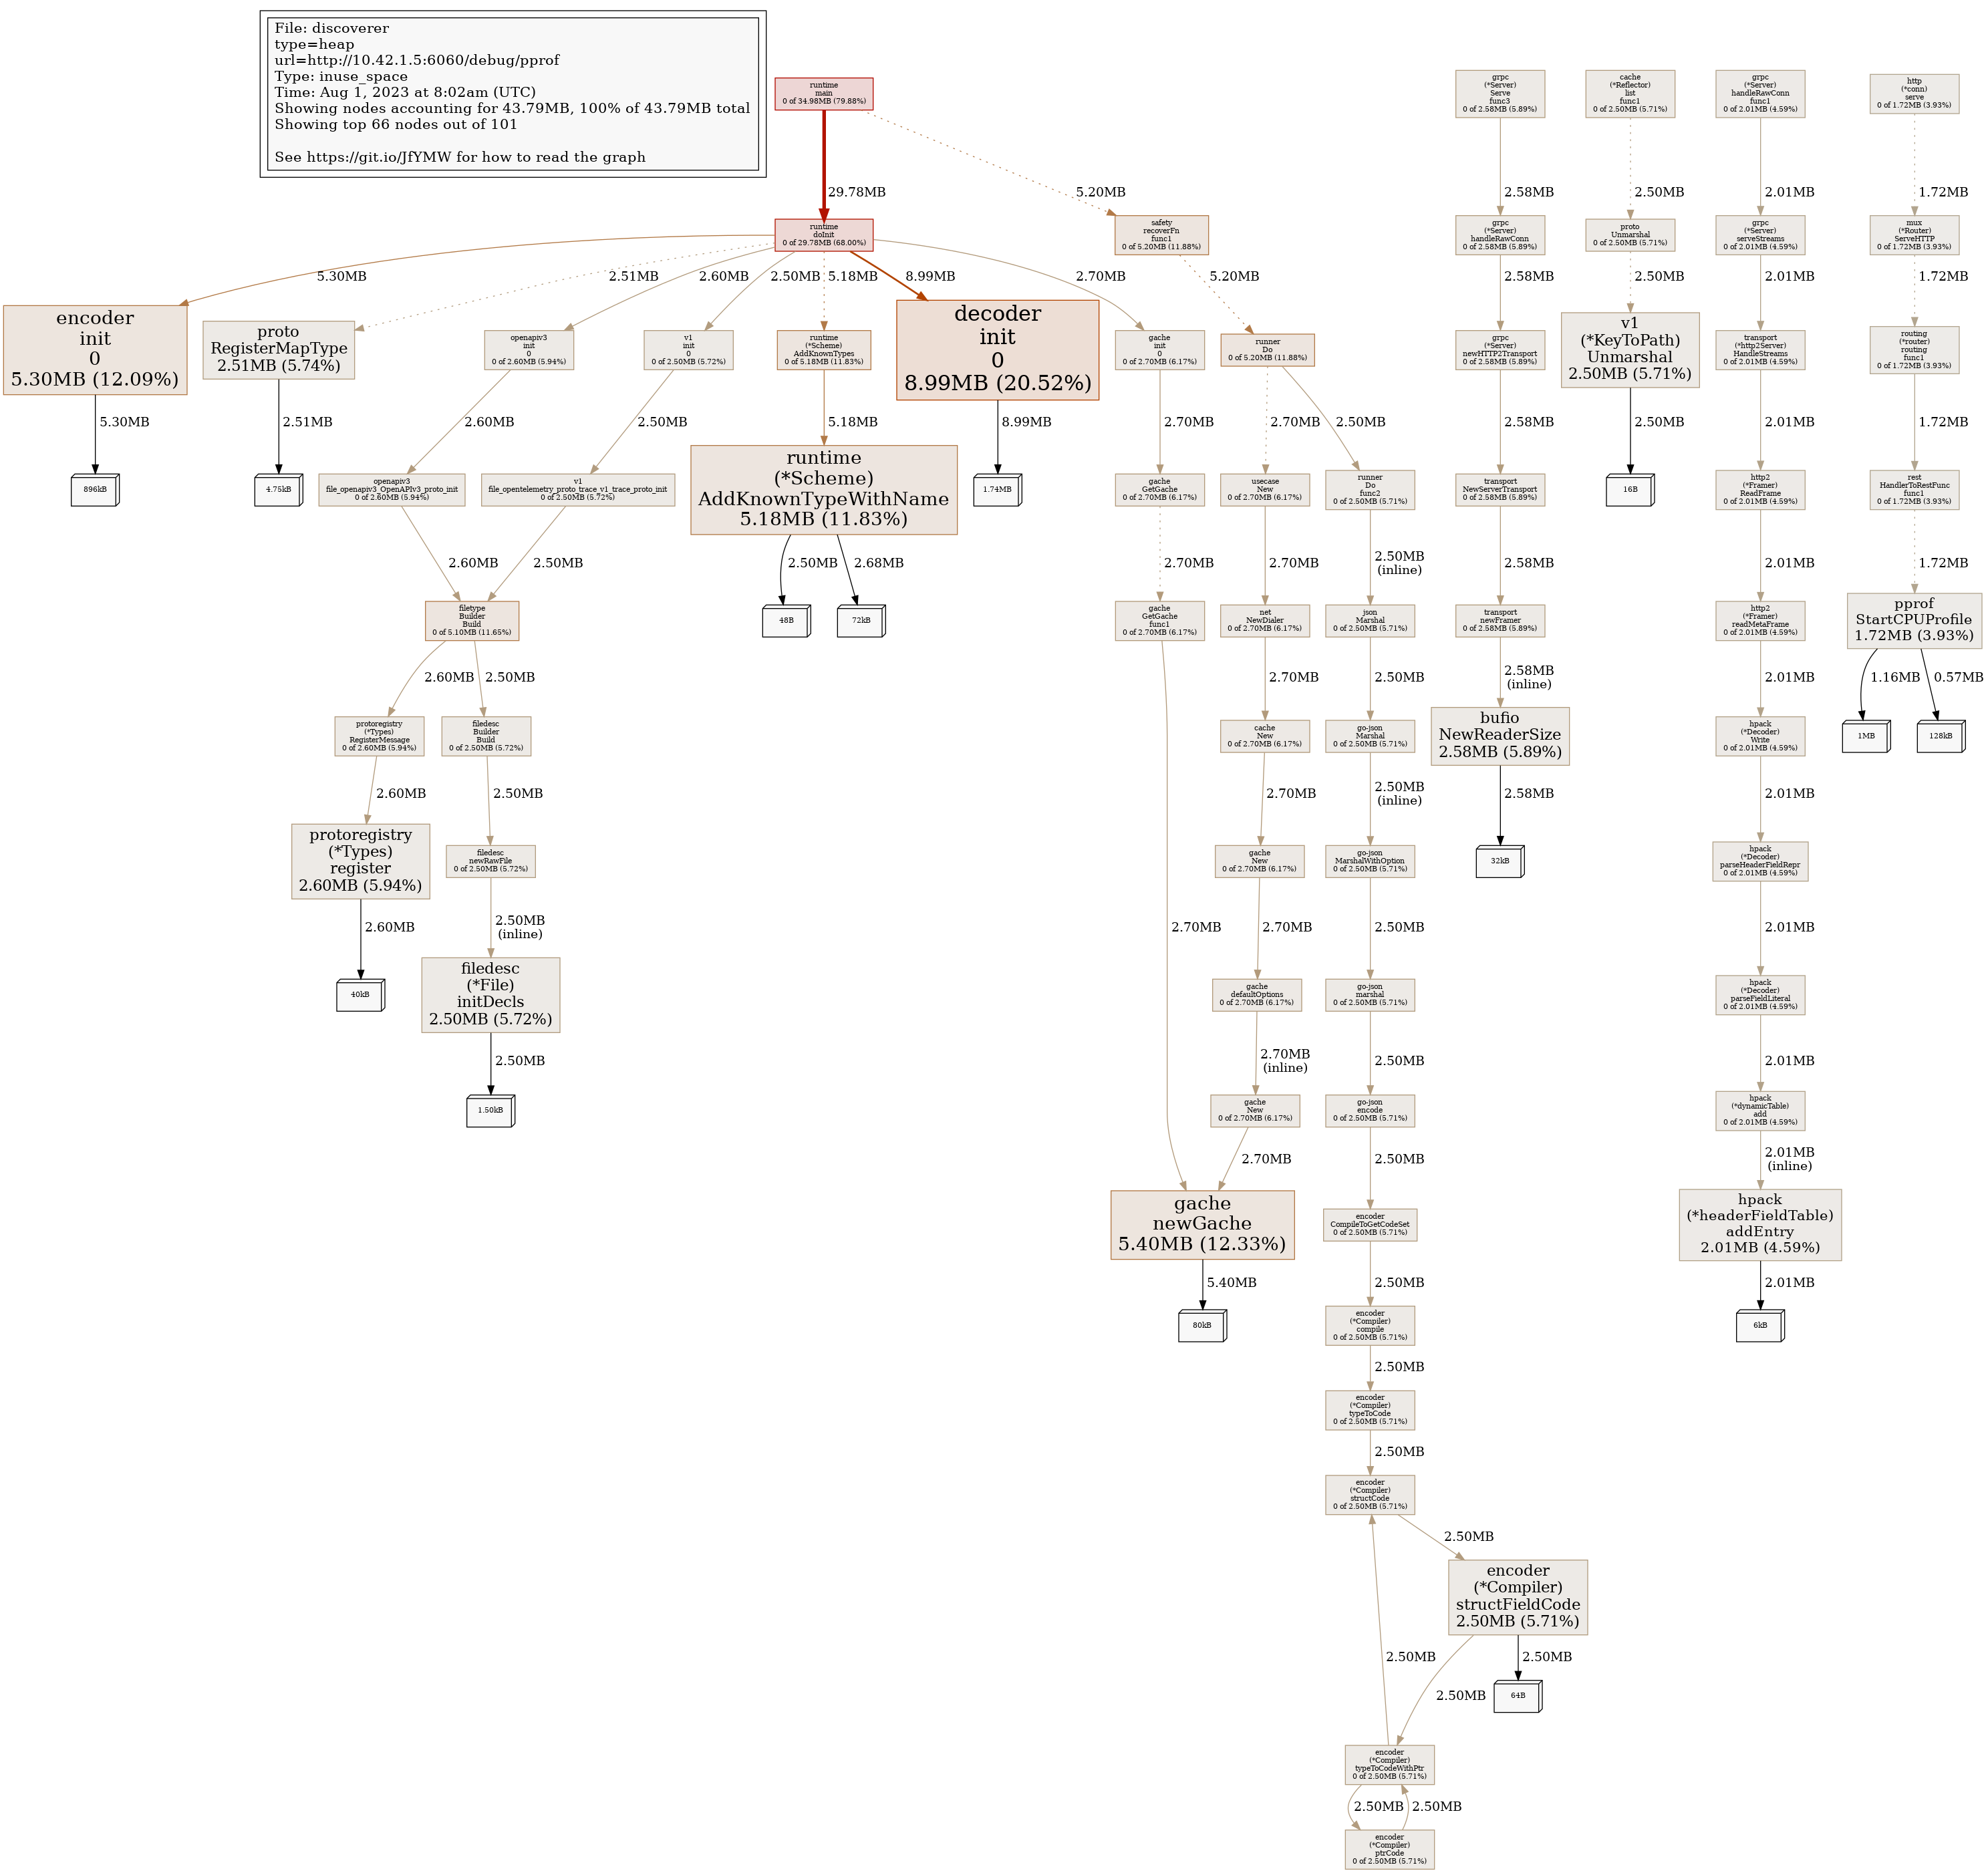 File: discoverer
type=heap
url=http://10.42.1.5:6060/debug/pprof
Type: inuse_space
Time: Aug 1, 2023 at 8:02am (UTC)
Showing nodes accounting for 43.79MB, 100% of 43.79MB total
Showing top 66 nodes out of 101
See https://git.io/JfYMW for how to read the graph
runtime
main
0 of 34.98MB (79.88%)
grpc
(*Server)
Serve
func3
0 of 2.58MB (5.89%)
cache
(*Reflector)
list
func1
0 of 2.50MB (5.71%)
grpc
(*Server)
handleRawConn
func1
0 of 2.01MB (4.59%)
http
(*conn)
serve
0 of 1.72MB (3.93%)
29.78MB
5.20MB
2.58MB
2.50MB
2.01MB
1.72MB
runtime
doInit
0 of 29.78MB (68.00%)
safety
recoverFn
func1
0 of 5.20MB (11.88%)
grpc
(*Server)
handleRawConn
0 of 2.58MB (5.89%)
proto
Unmarshal
0 of 2.50MB (5.71%)
grpc
(*Server)
serveStreams
0 of 2.01MB (4.59%)
mux
(*Router)
ServeHTTP
0 of 1.72MB (3.93%)
5.30MB
2.51MB
2.60MB
2.50MB
5.18MB
8.99MB
2.70MB
5.20MB
2.58MB
2.50MB
2.01MB
1.72MB
encoder
init
0
5.30MB (12.09%)
proto
RegisterMapType
2.51MB (5.74%)
openapiv3
init
0
0 of 2.60MB (5.94%)
v1
init
0
0 of 2.50MB (5.72%)
runtime
(*Scheme)
AddKnownTypes
0 of 5.18MB (11.83%)
decoder
init
0
8.99MB (20.52%)
gache
init
0
0 of 2.70MB (6.17%)
runner
Do
0 of 5.20MB (11.88%)
grpc
(*Server)
newHTTP2Transport
0 of 2.58MB (5.89%)
v1
(*KeyToPath)
Unmarshal
2.50MB (5.71%)
transport
(*http2Server)
HandleStreams
0 of 2.01MB (4.59%)
routing
(*router)
routing
func1
0 of 1.72MB (3.93%)
5.30MB
2.51MB
2.60MB
2.50MB
5.18MB
8.99MB
2.70MB
2.70MB
2.50MB
2.58MB
2.50MB
2.01MB
1.72MB
896kB
4.75kB
openapiv3
file_openapiv3_OpenAPIv3_proto_init
0 of 2.60MB (5.94%)
v1
file_opentelemetry_proto_trace_v1_trace_proto_init
0 of 2.50MB (5.72%)
runtime
(*Scheme)
AddKnownTypeWithName
5.18MB (11.83%)
1.74MB
gache
GetGache
0 of 2.70MB (6.17%)
usecase
New
0 of 2.70MB (6.17%)
runner
Do
func2
0 of 2.50MB (5.71%)
transport
NewServerTransport
0 of 2.58MB (5.89%)
16B
http2
(*Framer)
ReadFrame
0 of 2.01MB (4.59%)
rest
HandlerToRestFunc
func1
0 of 1.72MB (3.93%)
2.60MB
2.50MB
2.50MB
2.68MB
2.70MB
2.70MB
2.50MB
(inline)
2.58MB
2.01MB
1.72MB
filetype
Builder
Build
0 of 5.10MB (11.65%)
48B
72kB
gache
GetGache
func1
0 of 2.70MB (6.17%)
net
NewDialer
0 of 2.70MB (6.17%)
json
Marshal
0 of 2.50MB (5.71%)
transport
newFramer
0 of 2.58MB (5.89%)
http2
(*Framer)
readMetaFrame
0 of 2.01MB (4.59%)
pprof
StartCPUProfile
1.72MB (3.93%)
2.60MB
2.50MB
2.70MB
2.50MB
2.58MB
(inline)
2.01MB
1.16MB
0.57MB
protoregistry
(*Types)
RegisterMessage
0 of 2.60MB (5.94%)
filedesc
Builder
Build
0 of 2.50MB (5.72%)
cache
New
0 of 2.70MB (6.17%)
go-json
Marshal
0 of 2.50MB (5.71%)
bufio
NewReaderSize
2.58MB (5.89%)
hpack
(*Decoder)
Write
0 of 2.01MB (4.59%)
1MB
128kB
2.60MB
2.50MB
2.70MB
2.50MB
(inline)
2.58MB
2.01MB
protoregistry
(*Types)
register
2.60MB (5.94%)
filedesc
newRawFile
0 of 2.50MB (5.72%)
gache
New
0 of 2.70MB (6.17%)
go-json
MarshalWithOption
0 of 2.50MB (5.71%)
32kB
hpack
(*Decoder)
parseHeaderFieldRepr
0 of 2.01MB (4.59%)
2.60MB
2.50MB
(inline)
2.70MB
2.70MB
2.50MB
2.01MB
40kB
filedesc
(*File)
initDecls
2.50MB (5.72%)
gache
defaultOptions
0 of 2.70MB (6.17%)
go-json
marshal
0 of 2.50MB (5.71%)
hpack
(*Decoder)
parseFieldLiteral
0 of 2.01MB (4.59%)
2.50MB
2.70MB
(inline)
2.50MB
2.01MB
1.50kB
gache
New
0 of 2.70MB (6.17%)
go-json
encode
0 of 2.50MB (5.71%)
hpack
(*dynamicTable)
add
0 of 2.01MB (4.59%)
2.70MB
2.50MB
2.01MB
(inline)
gache
newGache
5.40MB (12.33%)
encoder
CompileToGetCodeSet
0 of 2.50MB (5.71%)
hpack
(*headerFieldTable)
addEntry
2.01MB (4.59%)
5.40MB
2.50MB
2.01MB
80kB
encoder
(*Compiler)
compile
0 of 2.50MB (5.71%)
6kB
2.50MB
encoder
(*Compiler)
typeToCode
0 of 2.50MB (5.71%)
2.50MB
encoder
(*Compiler)
structCode
0 of 2.50MB (5.71%)
2.50MB
encoder
(*Compiler)
structFieldCode
2.50MB (5.71%)
2.50MB
2.50MB
2.50MB
64B
encoder
(*Compiler)
typeToCodeWithPtr
0 of 2.50MB (5.71%)
2.50MB
2.50MB
encoder
(*Compiler)
ptrCode
0 of 2.50MB (5.71%)